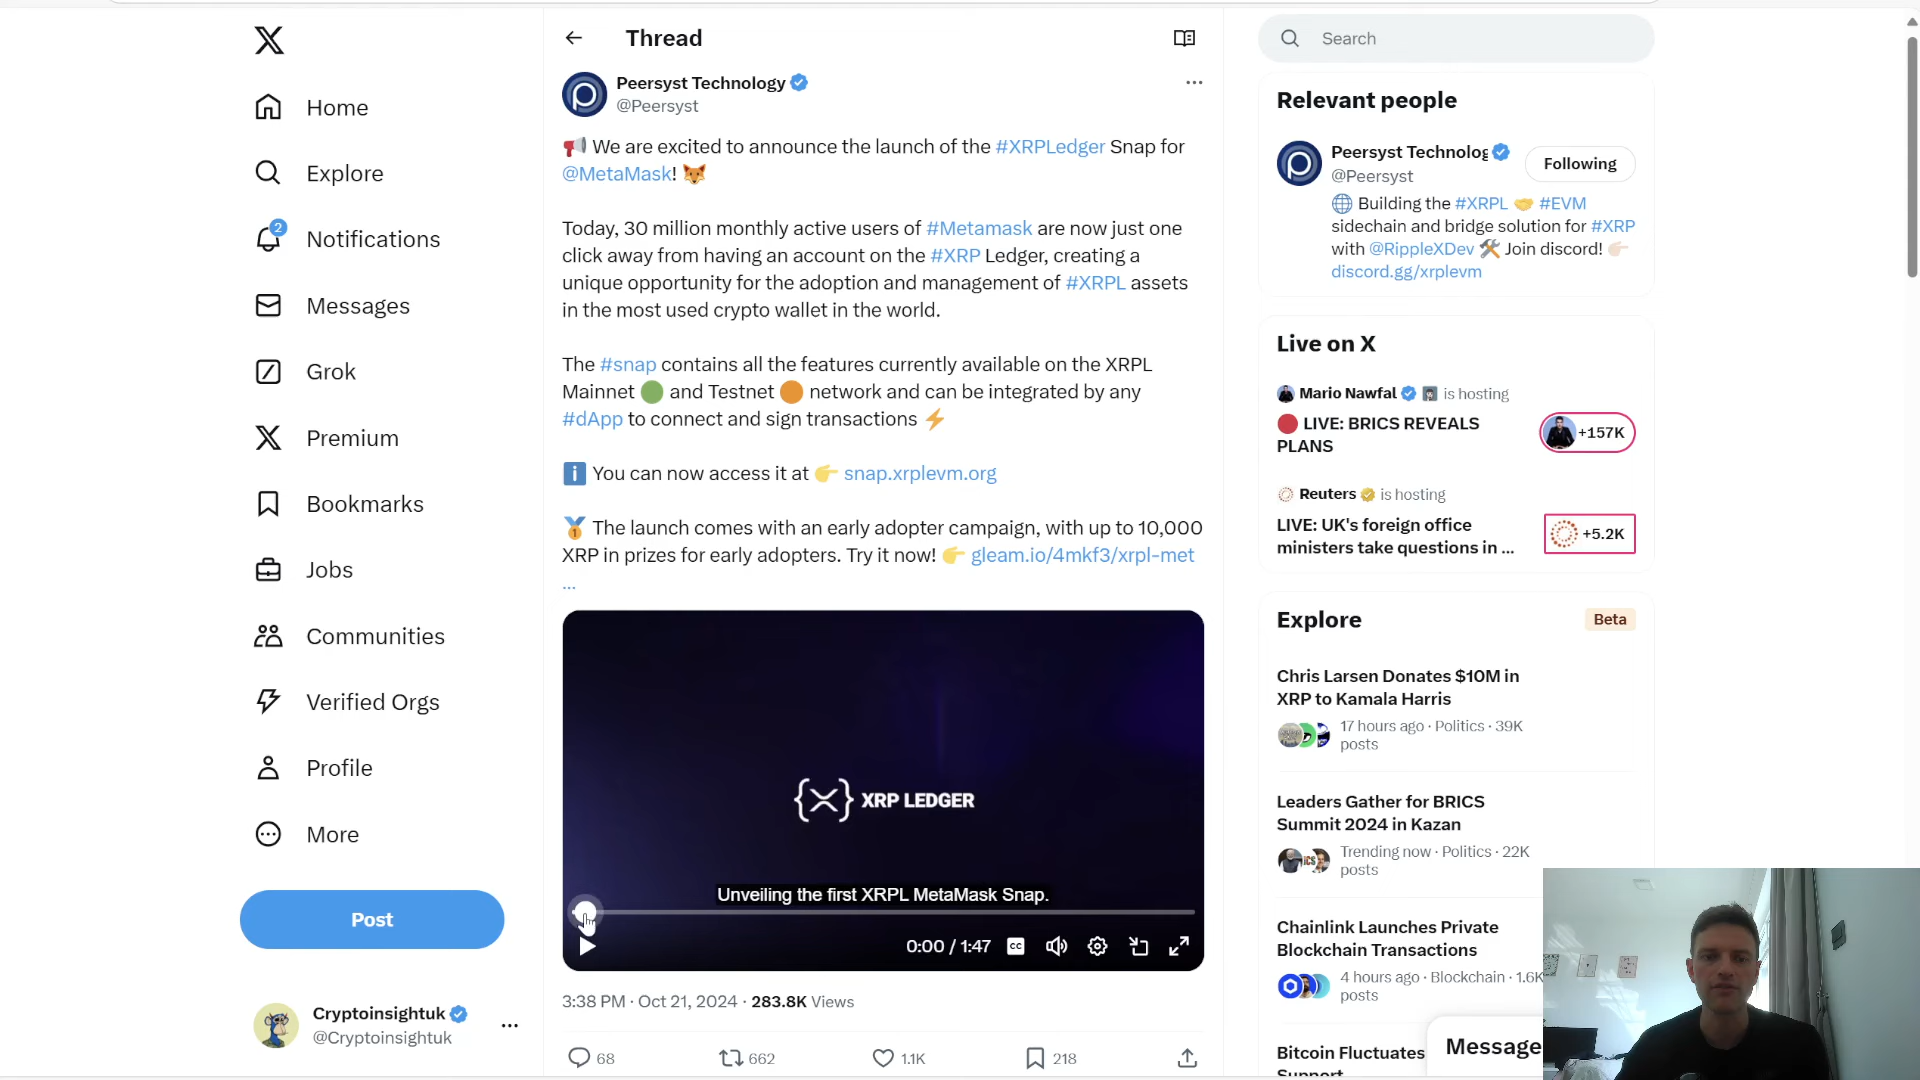 Home
Explore
2
Notifications
Messages
Grok
Premium
Bookmarks
Jobs
Communities
Verified Orgs
Profile
More
Post
Cryptoinsightuk
@Cryptoinsightuk
Thread
Peersyst Technology
@Peersyst
We are excited to announce the launch of the #XRPLedger Snap for
@MetaMask!
Today, 30 million monthly active users of #Metamask are now just one
click away from having an account on the #XRP Ledger, creating a
unique opportunity for the adoption and management of #XRPL assets
in the most used crypto wallet in the world.
The #snap contains all the features currently available on the XRPL
Mainnet and Testnet network and can be integrated by any
#dApp to connect and sign transactions
You can now access it at snap.xrplevm.org
The launch comes with an early adopter campaign, with up to 10,000
XRP in prizes for early adopters. Try it now! gleam.io/4mkf3/xrpl-met
...
XRP LEDGER
Unveiling the first XRPL MetaMask Snap.
0:00 / 1:47
CC
3:38 PM · Oct 21, 2024 · 283.8K Views
68
662
1.1K
218
Search
Relevant people
Peersyst Technolog
@Peersyst
Following
Building the #XRPL #EVM
sidechain and bridge solution for #XRP
with @RippleXDev Join discord!
discord.gg/xrplevm
Live on X
Mario Nawfal is hosting
LIVE: BRICS REVEALS
PLANS
+157K
Reuters is hosting
LIVE: UK's foreign office
ministers take questions in ...
+5.2K
Explore
Beta
Chris Larsen Donates $10M in
XRP to Kamala Harris
17 hours ago · Politics · 39K
posts
Leaders Gather for BRICS
Summit 2024 in Kazan
Trending now · Politics · 22K
posts
Chainlink Launches Private
Blockchain Transactions
4 hours ago · Blockchain · 1.6K
posts
Bitcoin Fluctuates
Support
Message